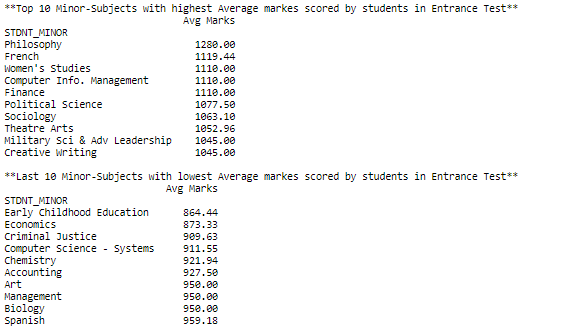 **Top 10 Minor-Subjects with highest Average markes scored by students in Entrance Test**
Avg Marks
STDNT_MINOR
Philosophy 1280.00
French 1119.44
Women's Studies 1110.00
Computer Info. Management 1110.00
Finance 1110.00
Political Science 1077.50
Sociology 1063.10
Theatre Arts 1052.96
Military Sci & Adv Leadership 1045.00
Creative Writing 1045.00
**Last 10 Minor-Subjects with lowest Average markes scored by students in Entrance Test**
Avg Marks
STDNT_MINOR
Early Childhood Education 864.44
Economics 873.33
Criminal Justice 909.63
Computer Science - Systems 911.55
Chemistry 921.94
Accounting 927.50
Art 950.00
Management 950.00
Biology 950.00
Spanish 959.18